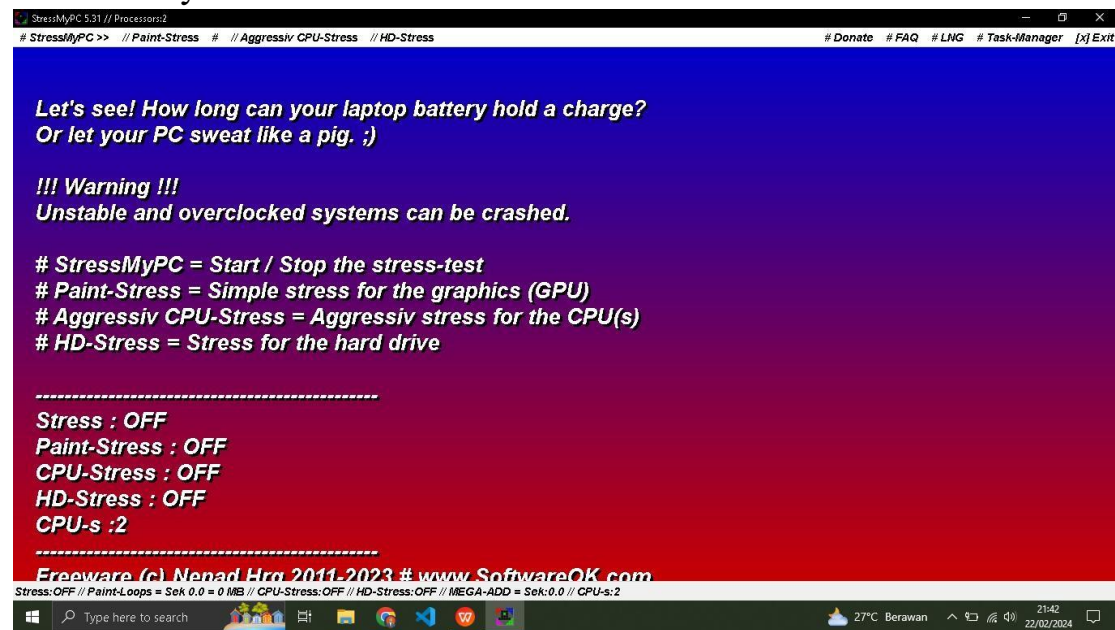 StressMyPC 5.31 // Processors:2
# StressMyPC >> // Paint-Stress # // Aggressiv CPU-Stress // HD-Stress # Donate # FAQ # LNG # Task-Manager [x] Exit
Let's see! How long can your laptop battery hold a charge?
Or let your PC sweat like a pig. ;)
!!! Warning !!!
Unstable and overclocked systems can be crashed.
# StressMyPC = Start / Stop the stress-test
# Paint-Stress = Simple stress for the graphics (GPU)
# Aggressiv CPU-Stress = Aggressiv stress for the CPU(s)
# HD-Stress = Stress for the hard drive
-----------------------------------------------
Stress : OFF
Paint-Stress : OFF
CPU-Stress : OFF
HD-Stress : OFF
CPU-s :2
-----------------------------------------------
Freeware (c) Nenad Hrg 2011-2023 # www SoftwareOK com
Stress:OFF // Paint-Loops = Sek 0.0 = 0 MB // CPU-Stress:OFF // HD-Stress:OFF // MEGA-ADD = Sek:0.0 // CPU-s:2
Type here to search 27°C Berawan 21:42
22/02/2024